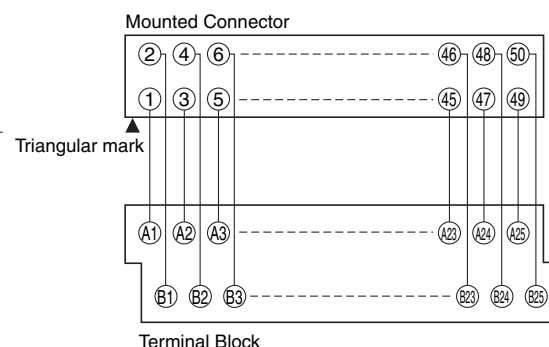 Mounted Connector
2 4 6 46 48 50
1 3 5 45 47 49
Triangular mark
A1 A2 A3 A23 A24 A25
B1 B2 B3 B23 B24 B25
Terminal Block